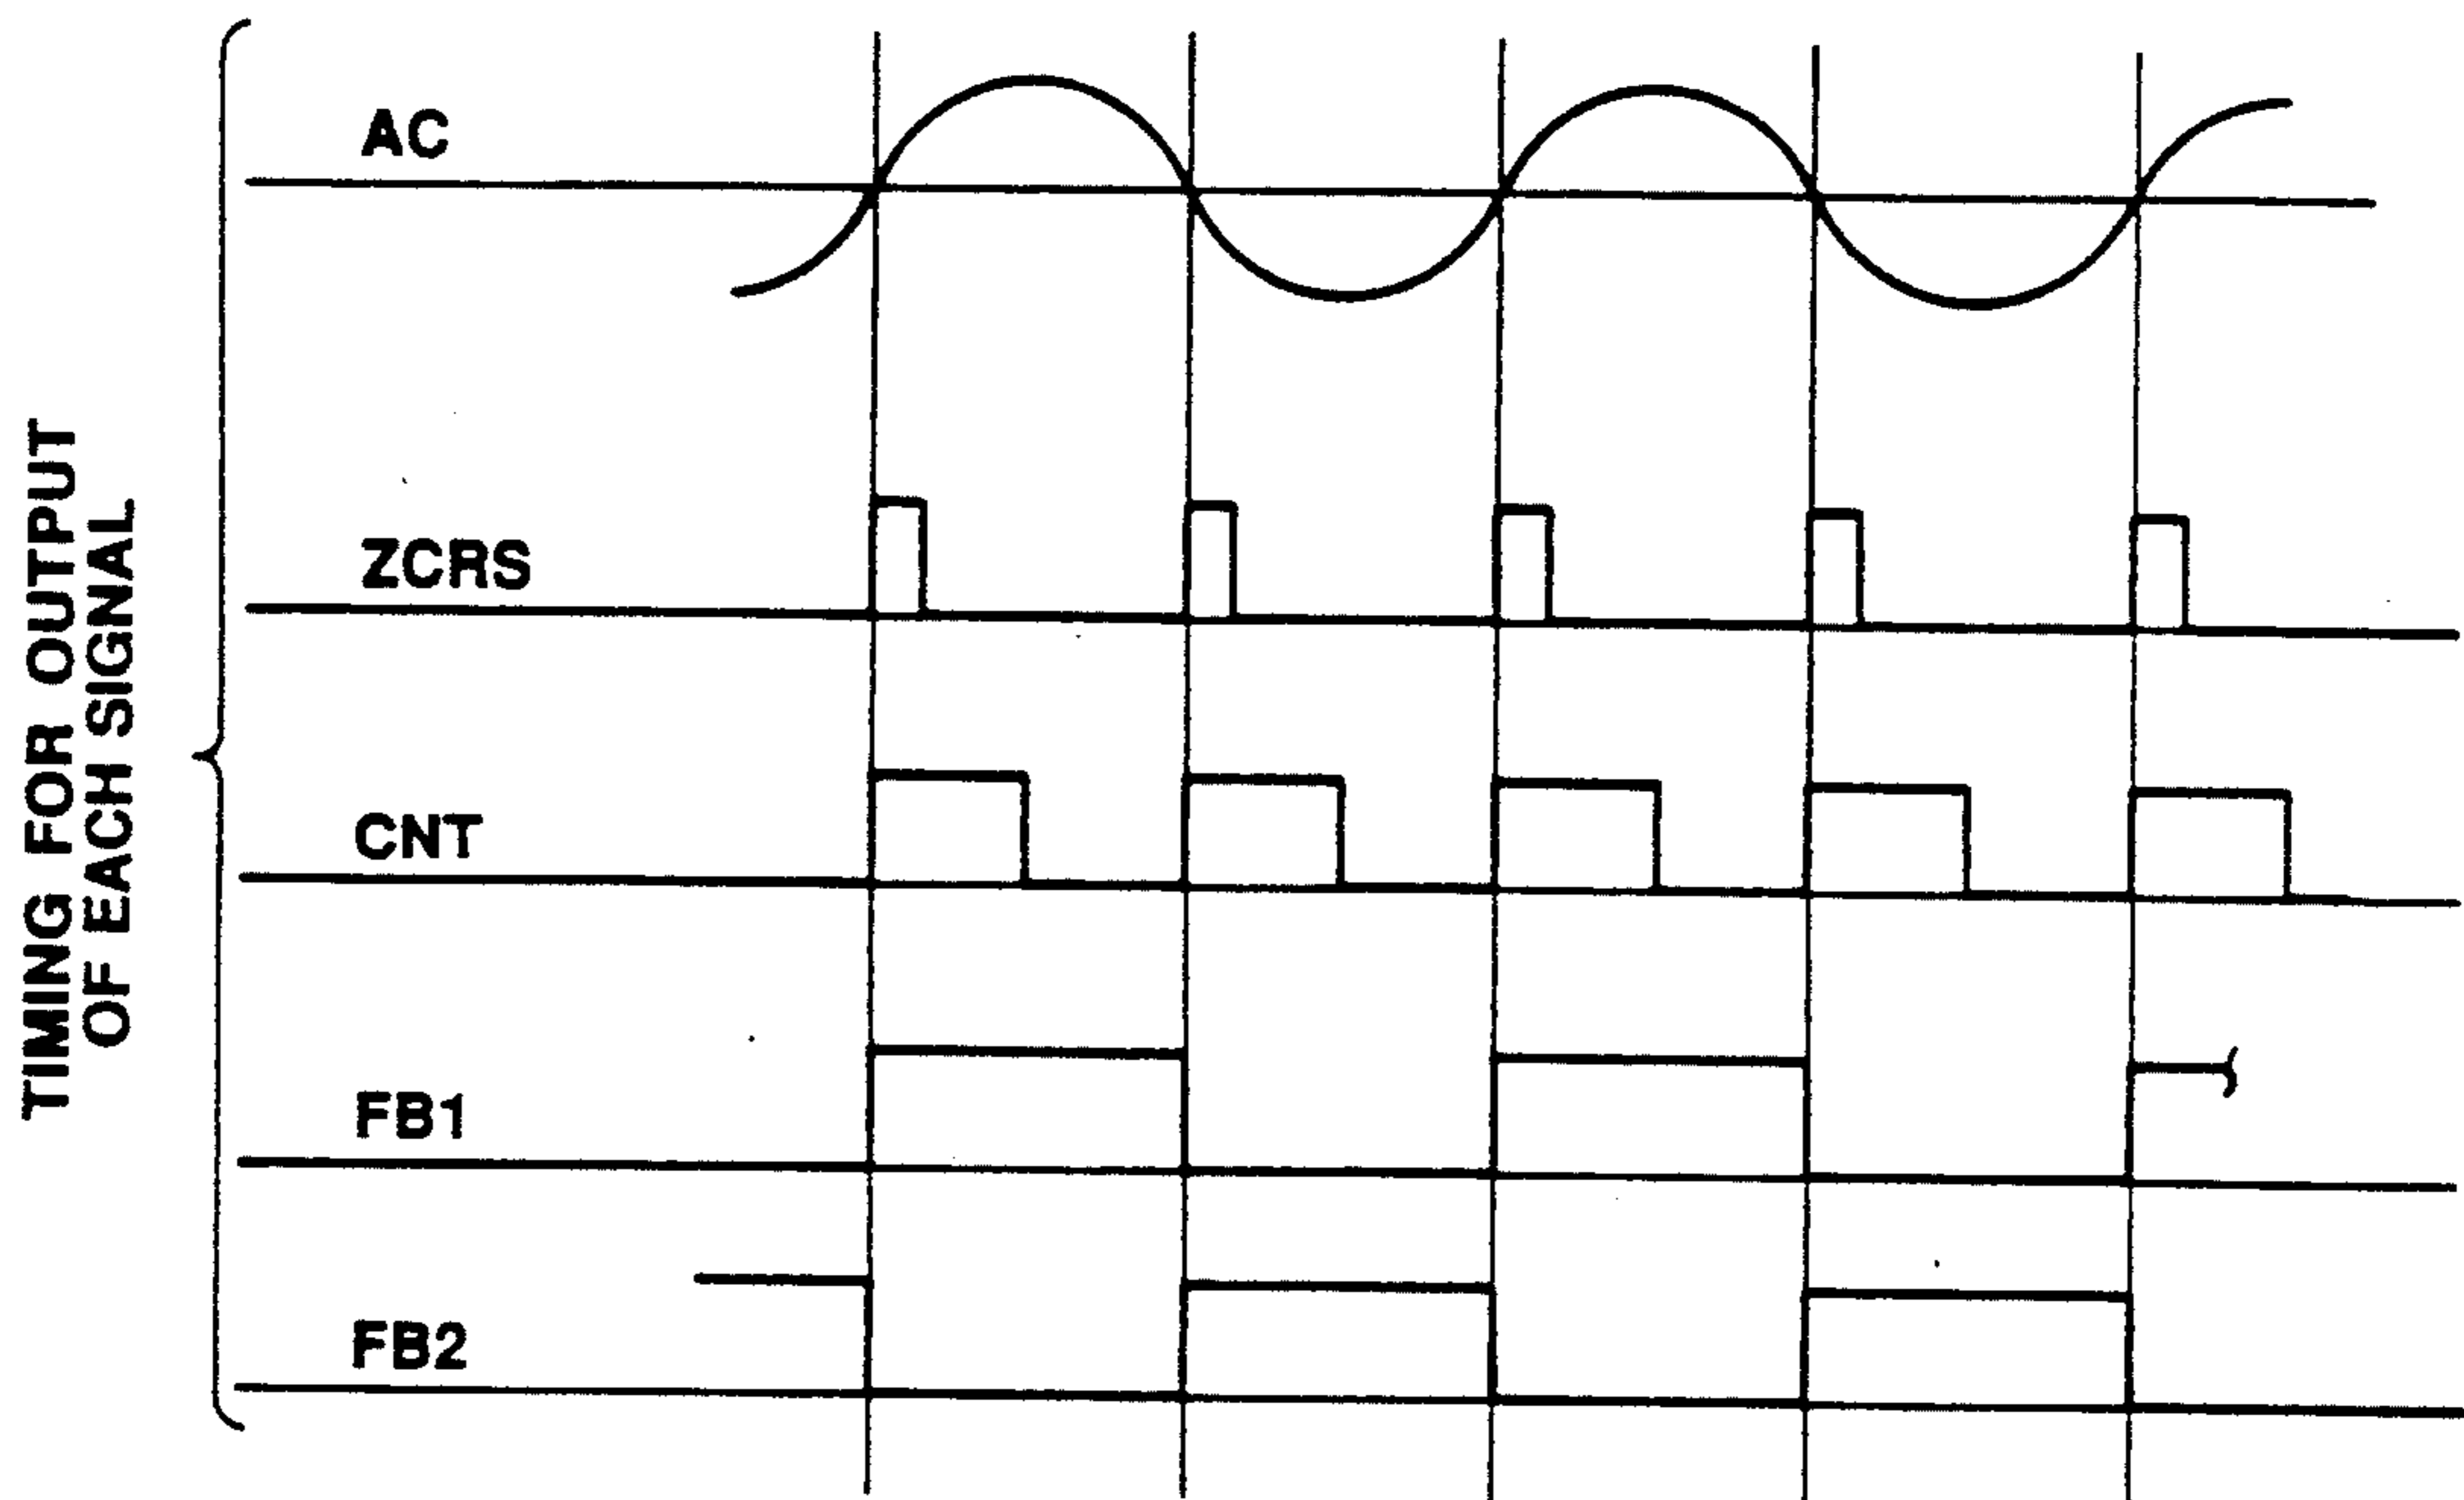 TIMING FOR OUTPUT
OF EACH SIGNAL
AC
ZCRS
CNT
FB1
FB2